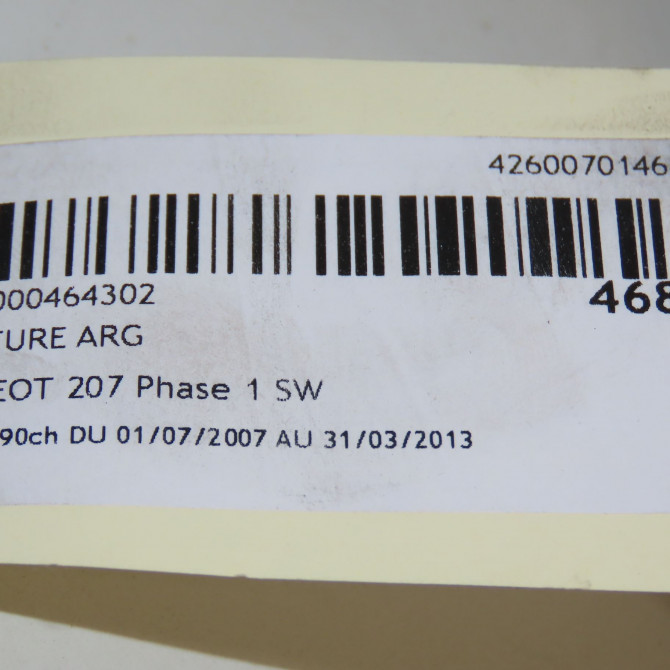 4260070146
000464302
468
TURE ARG
EOT 207 Phase 1 SW
90ch DU 01/07/2007 AU 31/03/2013